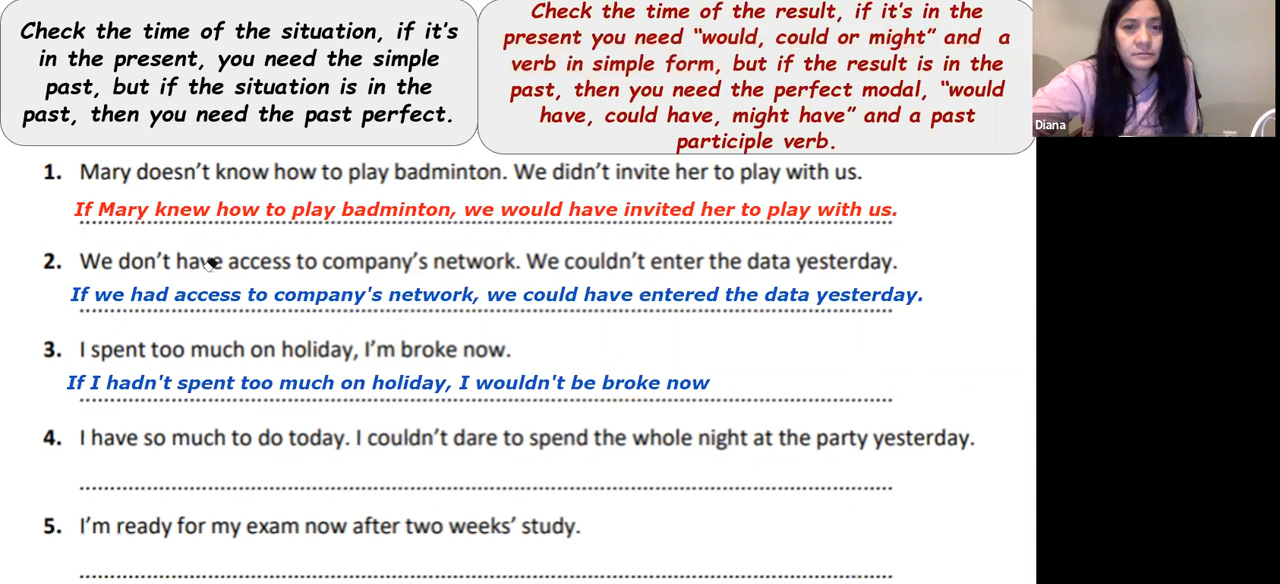 Check the time of the situation, if it's
in the present, you need the simple
past, but if the situation is in the
past, then you need the past perfect.
Check the time of the result, if it's in the
present you need "would, could or might" and a
verb in simple form, but if the result is in the
past, then you need the perfect modal, "would
have, could have, might have" and a past
participle verb.
Diana
1. Mary doesn't know how to play badminton. We didn't invite her to play with us.
If Mary knew how to play badminton, we would have invited her to play with us.
2. We don't have access to company's network. We couldn't enter the data yesterday.
If we had access to company's network, we could have entered the data yesterday.
3. I spent too much on holiday, I'm broke now.
If I hadn't spent too much on holiday, I wouldn't be broke now
4. I have so much to do today. I couldn't dare to spend the whole night at the party yesterday.
5. I'm ready for my exam now after two weeks' study.